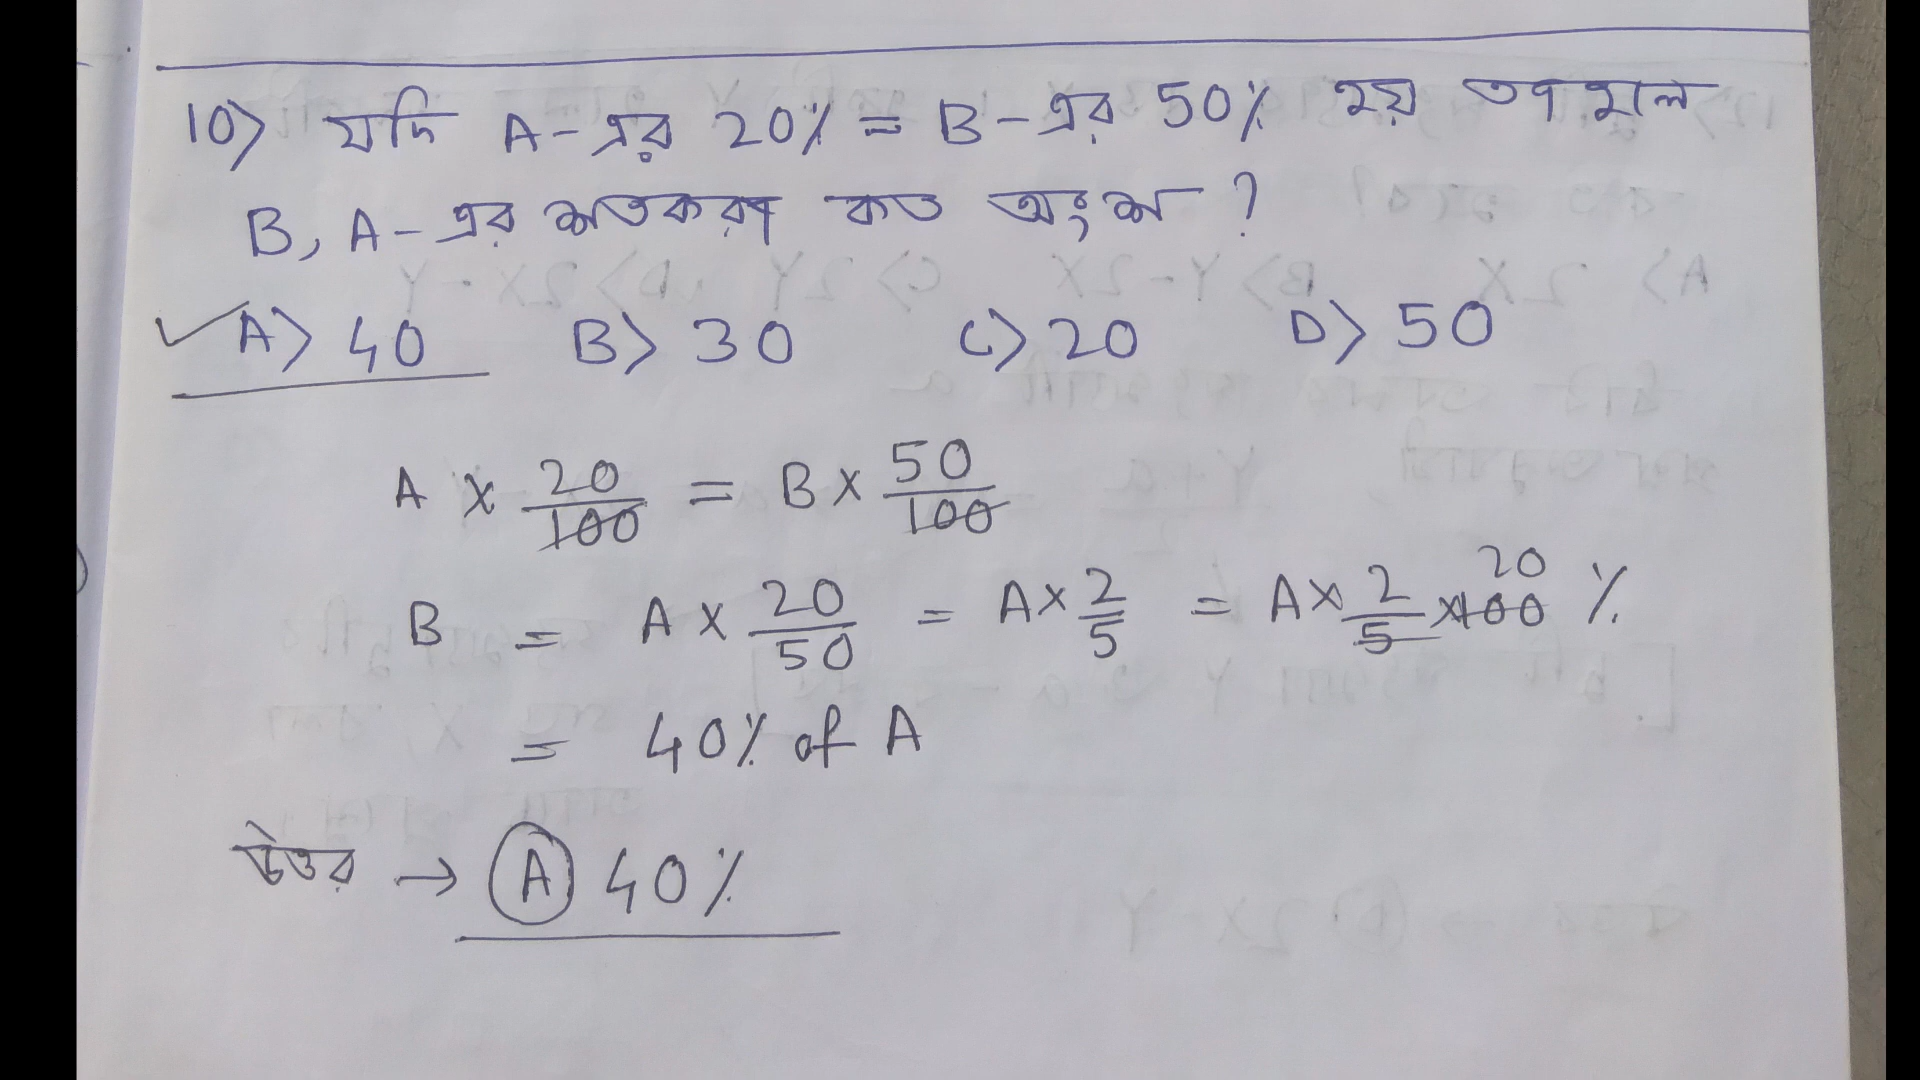 10> যদি A-এর 20% = B-এর 50% হয় তাহলে
B, A-এর শতকরা কত অংশ ?
✓A> 40 B> 30 C> 20 D> 50
A × 20/100 = B × 50/100
B = A × 20/50 = A × 2/5 = A × 2/5 × 100 20 %
= 40% of A
উত্তর → (A) 40%